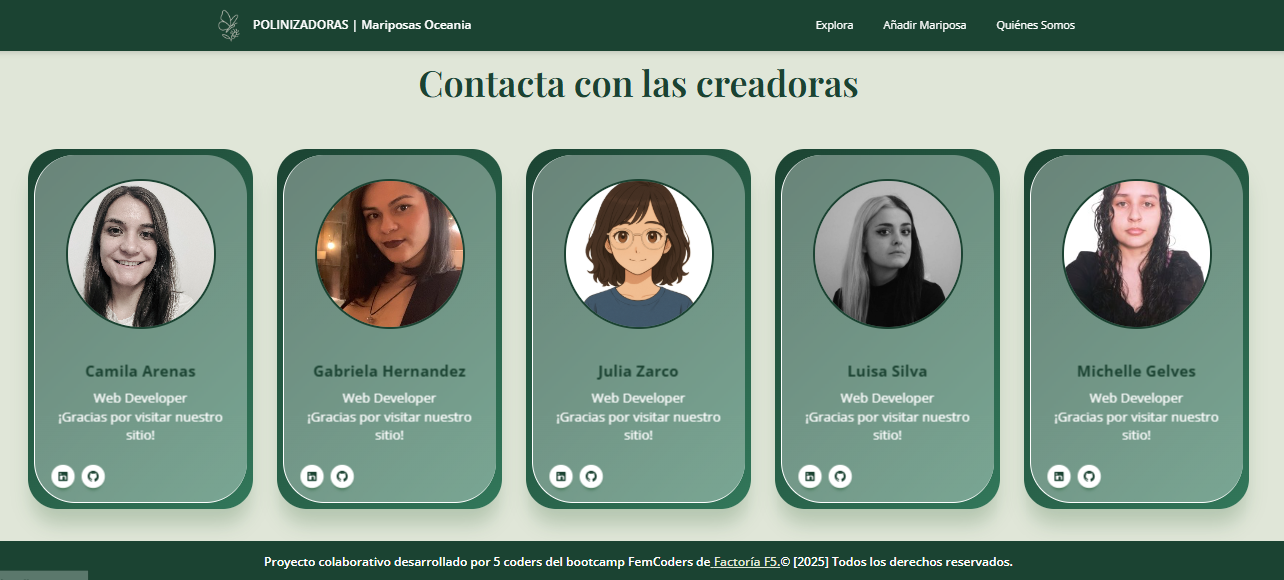 POLINIZADORAS | Mariposas Oceania
Explora
Añadir Mariposa
Quiénes Somos
Contacta con las creadoras
Camila Arenas
Web Developer
¡Gracias por visitar nuestro
sitio!
Gabriela Hernandez
Web Developer
¡Gracias por visitar nuestro
sitio!
Julia Zarco
Web Developer
¡Gracias por visitar nuestro
sitio!
Luisa Silva
Web Developer
¡Gracias por visitar nuestro
sitio!
Michelle Gelves
Web Developer
¡Gracias por visitar nuestro
sitio!
Proyecto colaborativo desarrollado por 5 coders del bootcamp FemCoders de Factoría F5.© [2025] Todos los derechos reservados.